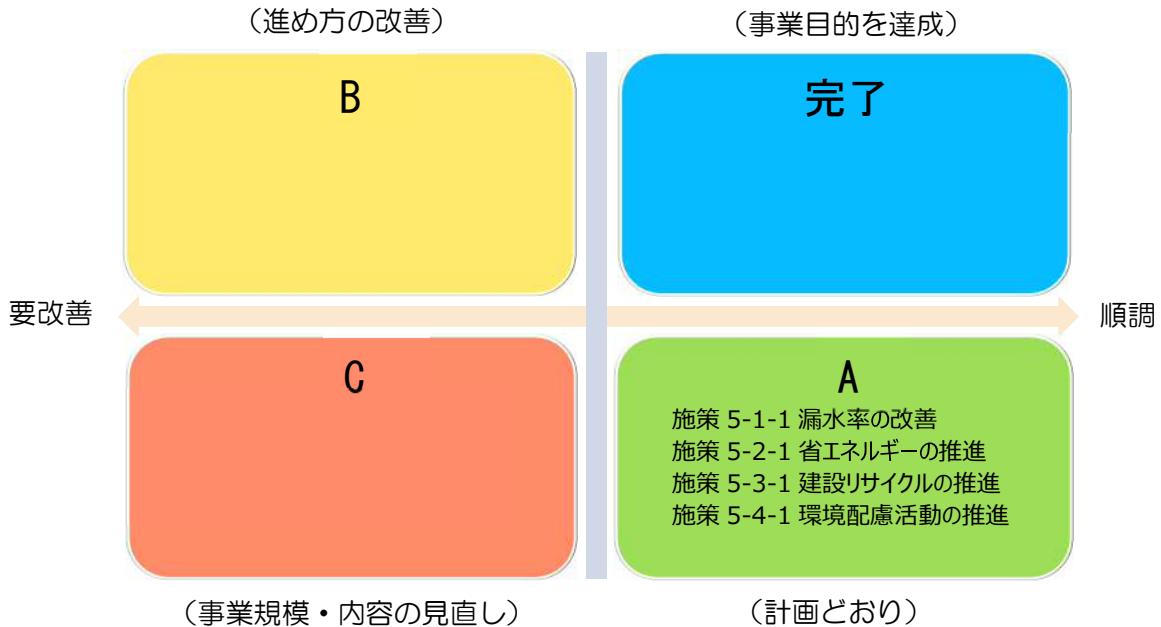 （進め方の改善）
（事業目的を達成）
B
完了
要改善
順調
C
A
施策 5-1-1 漏水率の改善
施策 5-2-1 省エネルギーの推進
施策 5-3-1 建設リサイクルの推進
施策 5-4-1 環境配慮活動の推進
（事業規模・内容の見直し）
（計画どおり）